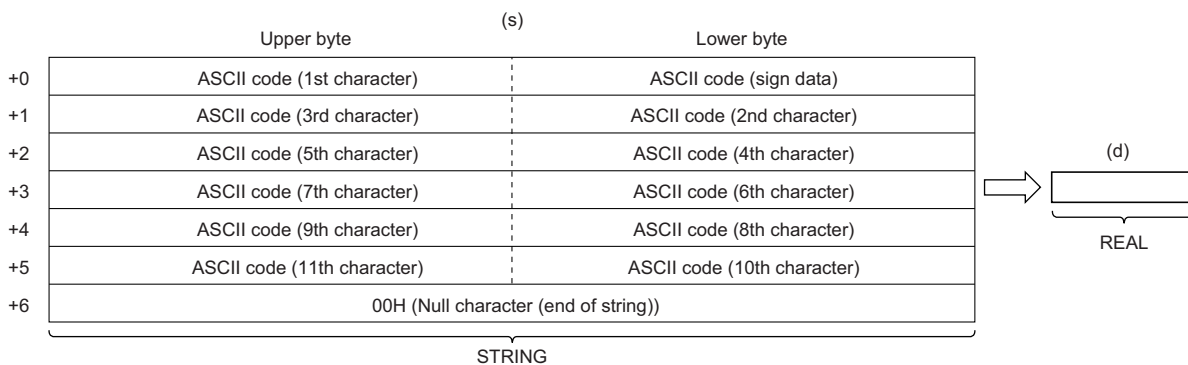 (s)
Upper byte Lower byte
+0 ASCII code (1st character) ASCII code (sign data)
+1 ASCII code (3rd character) ASCII code (2nd character)
+2 ASCII code (5th character) ASCII code (4th character)
(d)
+3 ASCII code (7th character) ASCII code (6th character)
+4 ASCII code (9th character) ASCII code (8th character)
REAL
+5 ASCII code (11th character) ASCII code (10th character)
+6 00H (Null character (end of string))
STRING